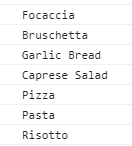 Focaccia
Bruschetta
Garlic Bread
Caprese Salad
Pizza
Pasta
Risotto